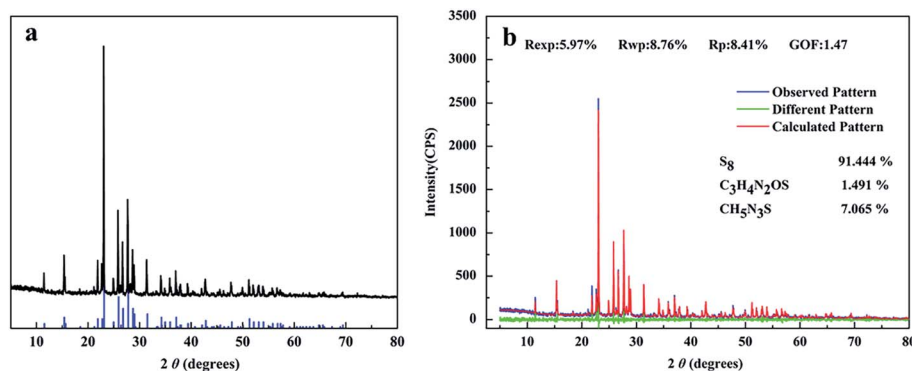 a
10 20 30 40 50 60 70 80
2 θ (degrees)
b
Rexp:5.97% Rwp:8.76% Rp:8.41% GOF:1.47
Observed Pattern
Different Pattern
Calculated Pattern
S8 91.444 %
C3H4N2OS 1.491 %
CH5N3S 7.065 %
Intensity(CPS)
3500
3000
2500
2000
1500
1000
500
0
10 20 30 40 50 60 70 80
2 θ (degrees)